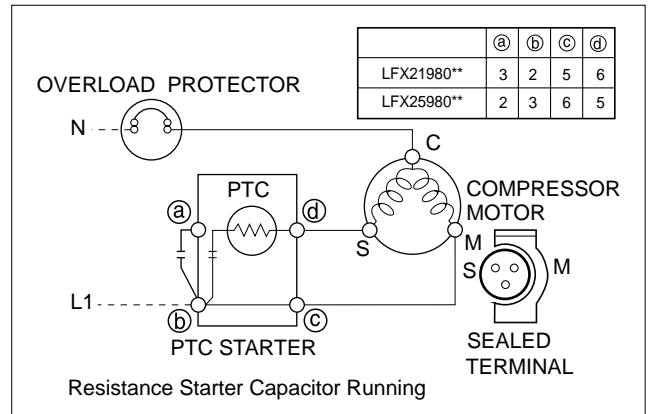 ⓐ ⓑ ⓒ ⓓ
LFX21980** 3 2 5 6
LFX25980** 2 3 6 5
OVERLOAD PROTECTOR
N
C
PTC
ⓐ
ⓓ
COMPRESSOR
MOTOR
S
M
S
M
L1
ⓑ
ⓒ
PTC STARTER
SEALED
TERMINAL
Resistance Starter Capacitor Running